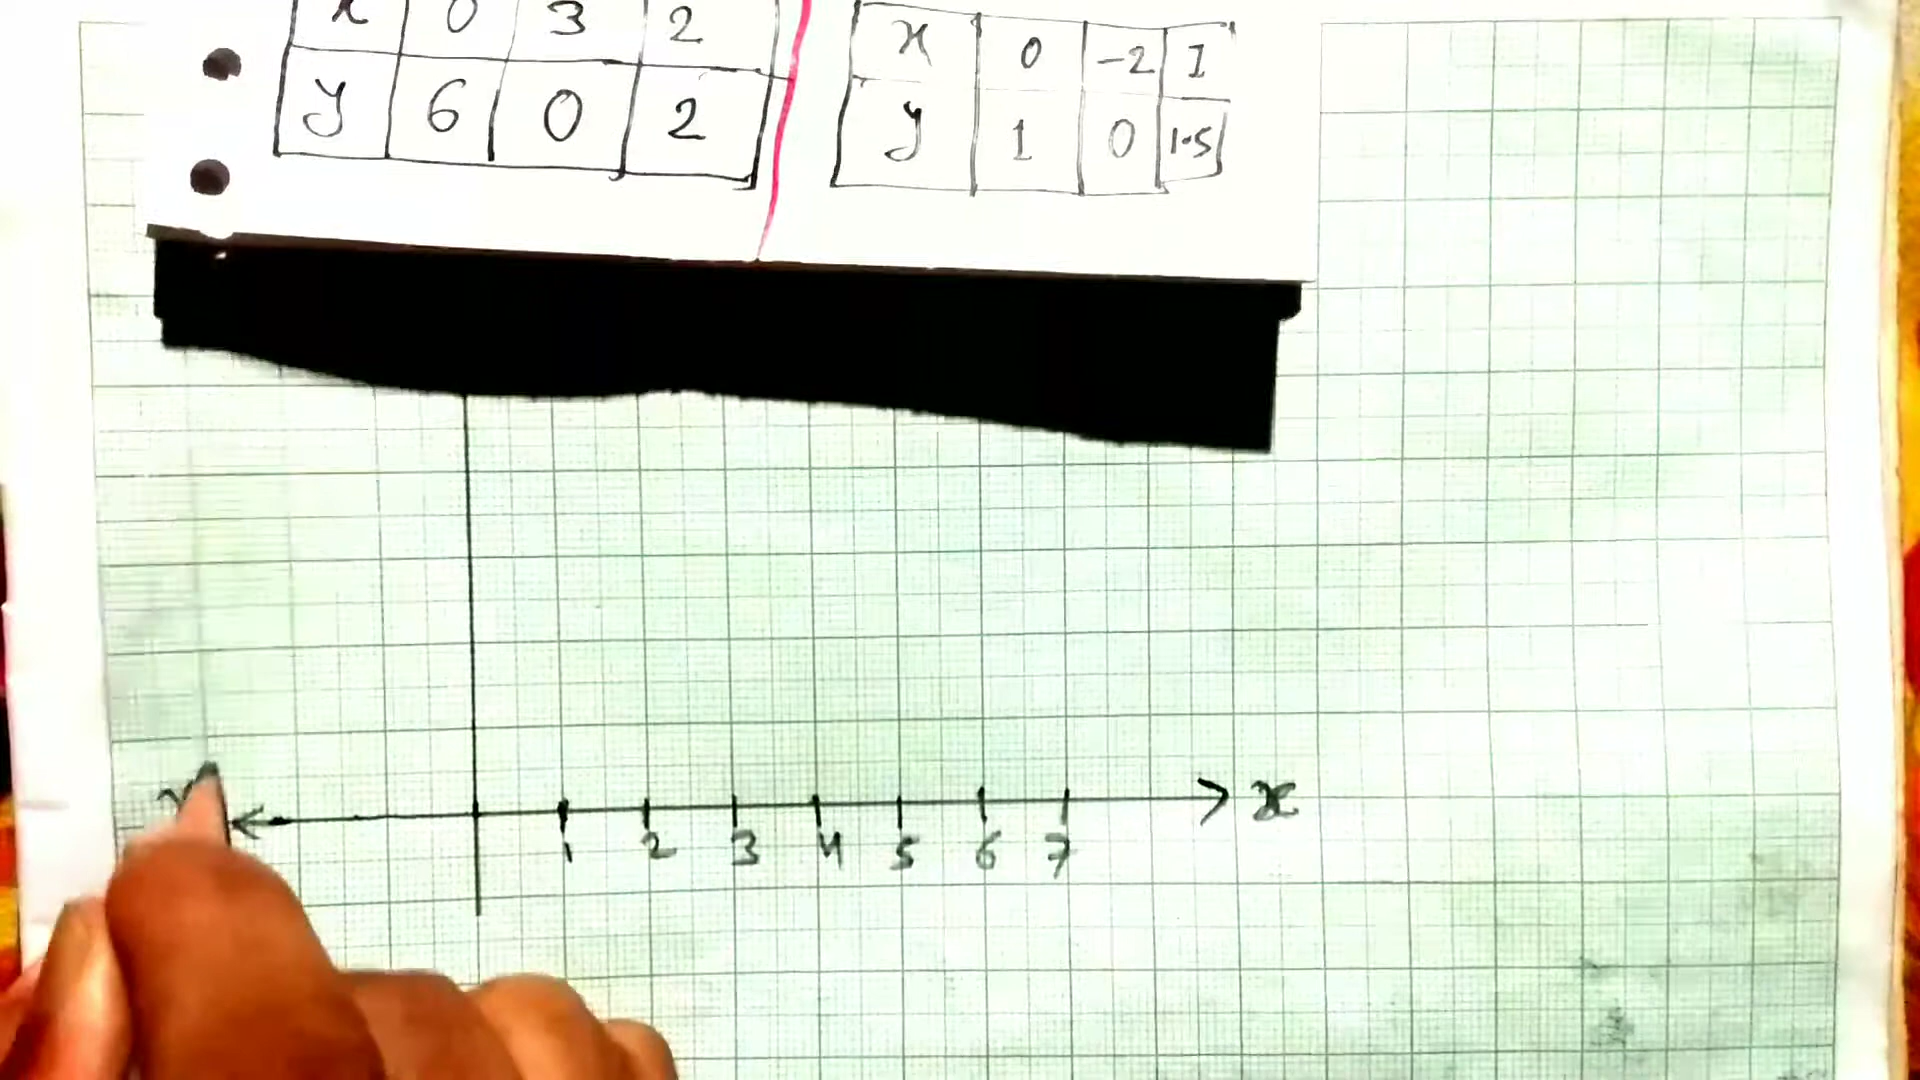 x 0 3 2
y 6 0 2
x 0 -2 1
y 1 0 1.5
x
1 2 3 4 5 6 7